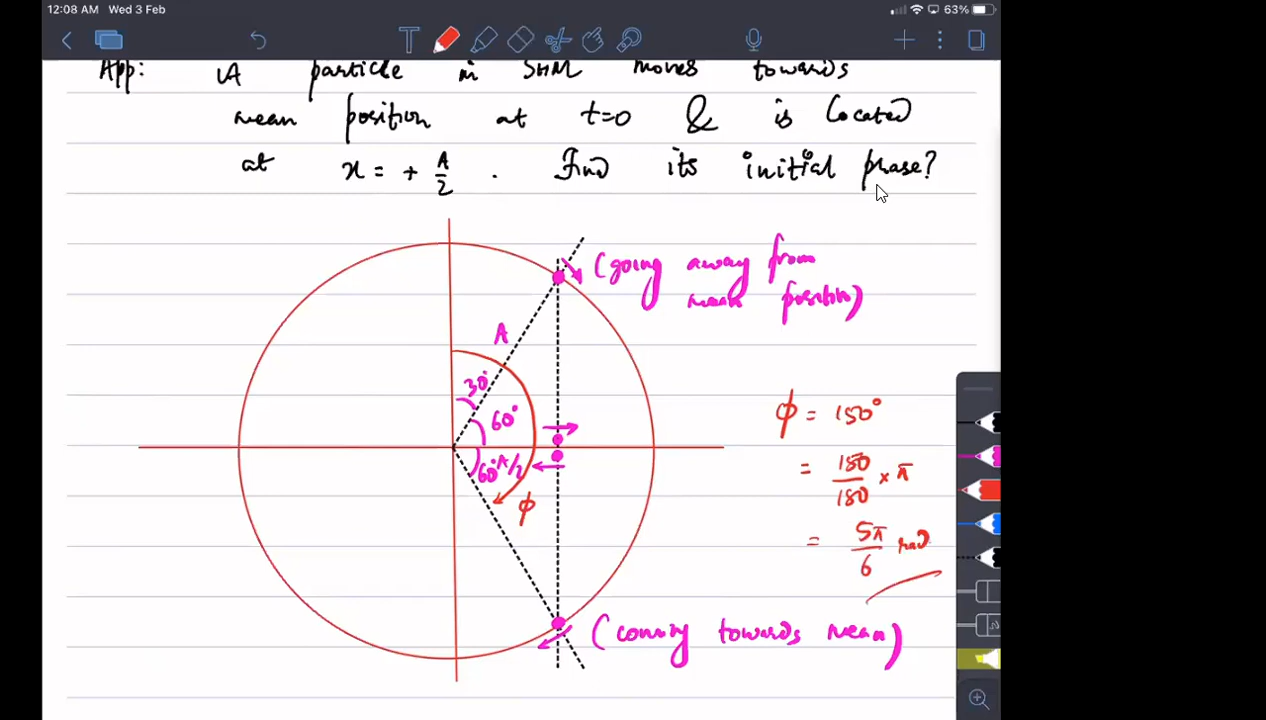 12:08 AM Wed 3 Feb
63%
App: A particle in SHM moves towards
mean position at t=0 & is located
at x = + A/2 . Find its initial phase?
(going away from
mean position)
A
30°
60°
60°
A/2
ϕ
ϕ = 150°
= 150/180 × π
= 5π/6 rad
(coming towards mean)